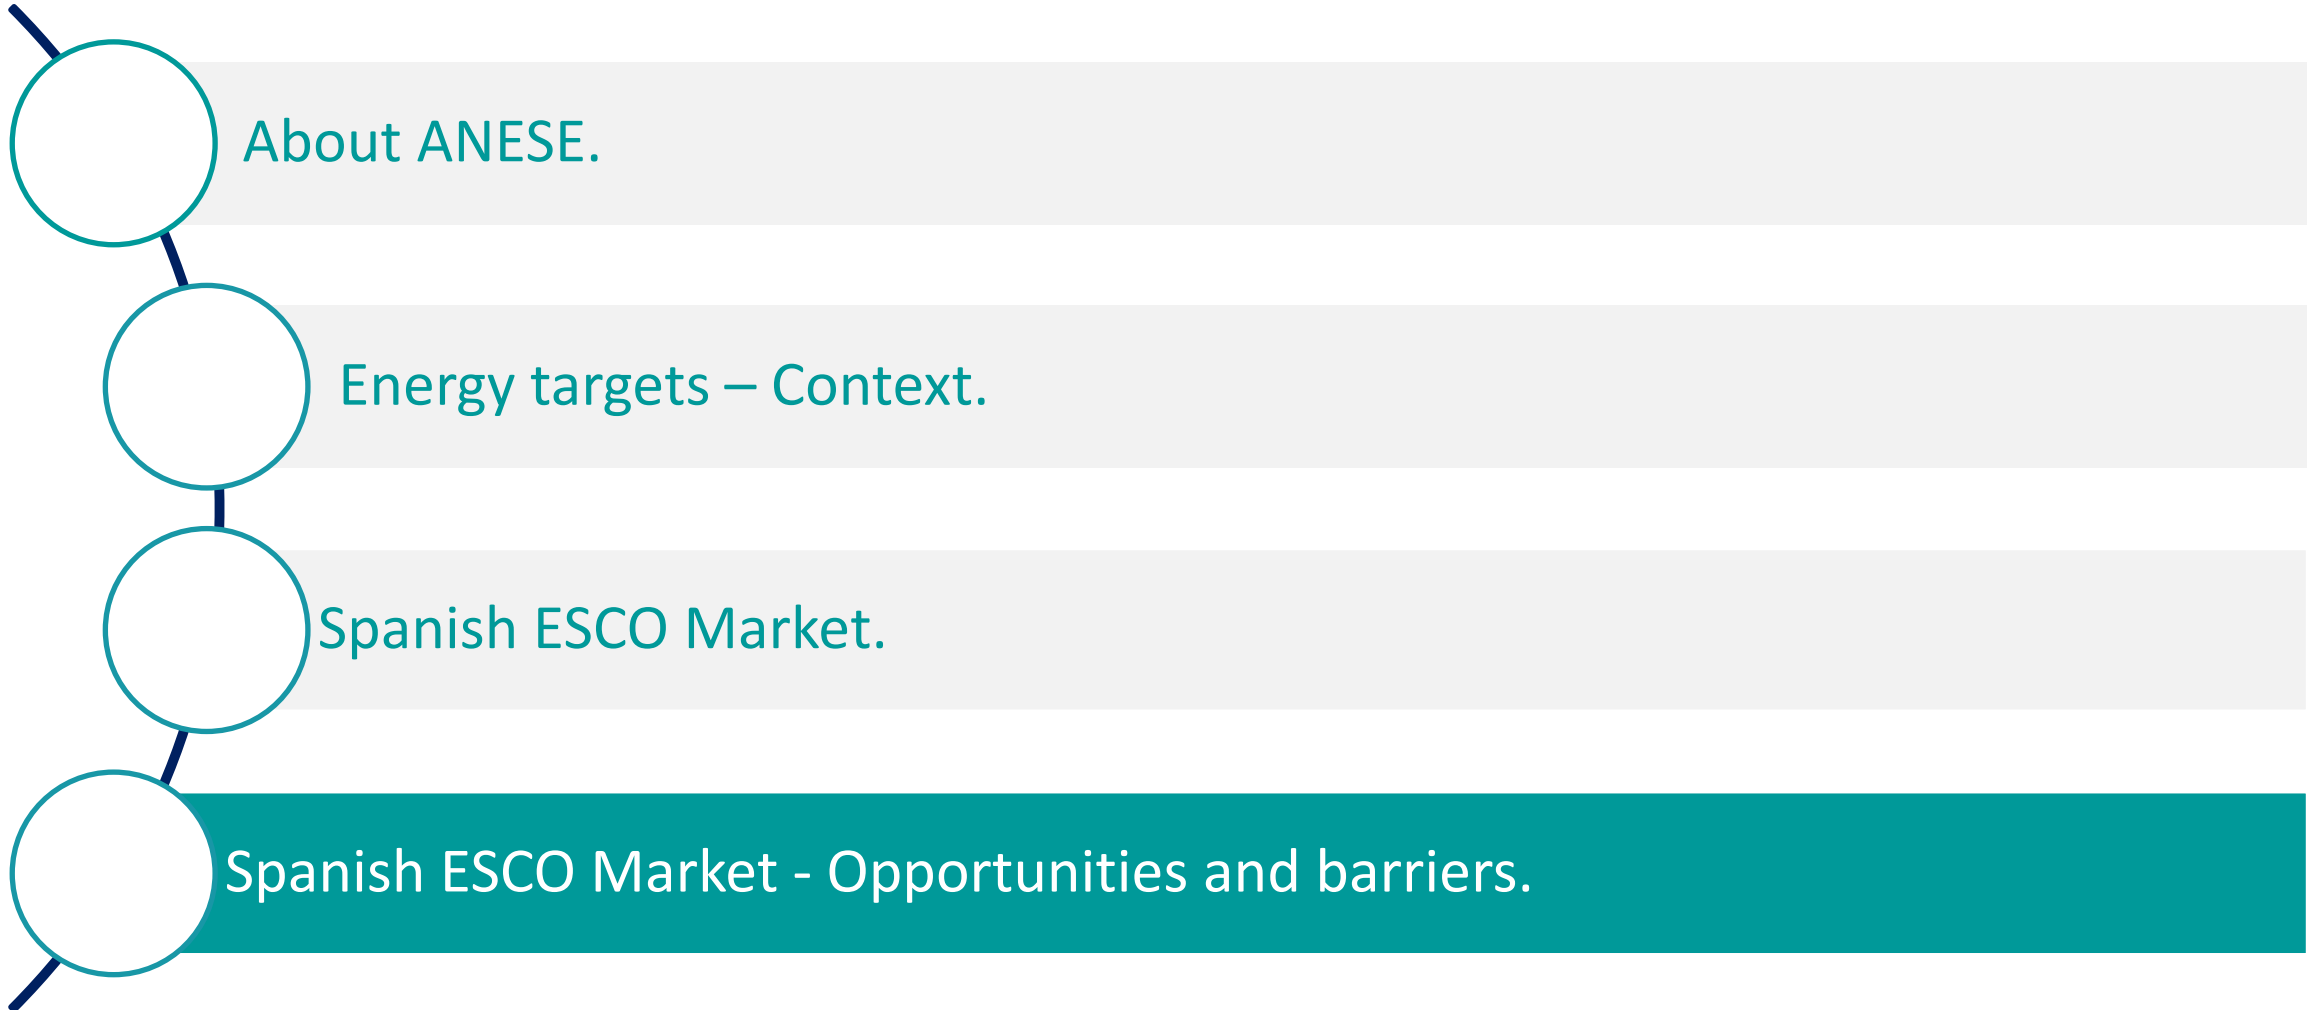 About ANESE.
Energy targets – Context.
Spanish ESCO Market.
Spanish ESCO Market - Opportunities and barriers.